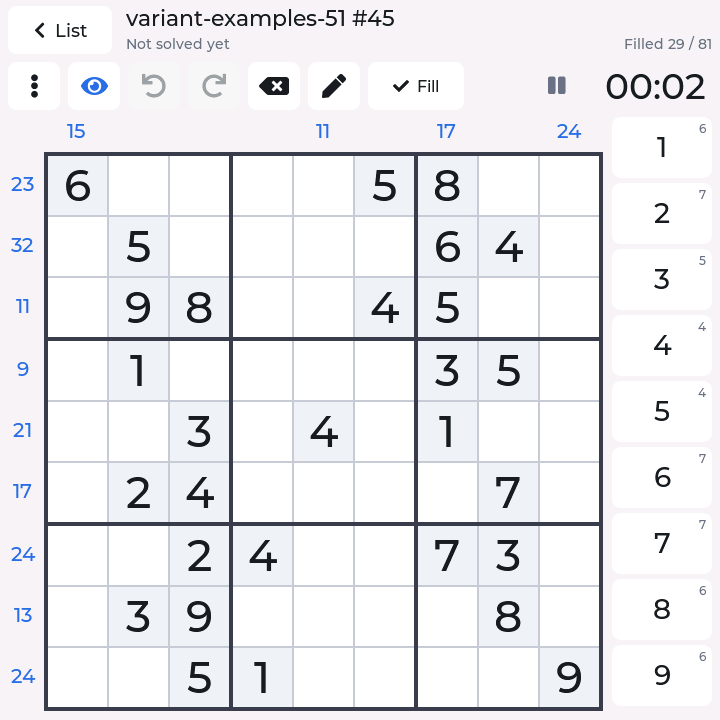 List
variant-examples-51 #45
Not solved yet
Filled 29 / 81
Fill
00:02
15 11 17 24
23 6 5 8
32 5 6 4
11 9 8 4 5
9 1 3 5
21 3 4 1
17 2 4 7
24 2 4 7 3
13 3 9 8
24 5 1 9
1 6
2 7
3 5
4 4
5 4
6 7
7 7
8 6
9 6